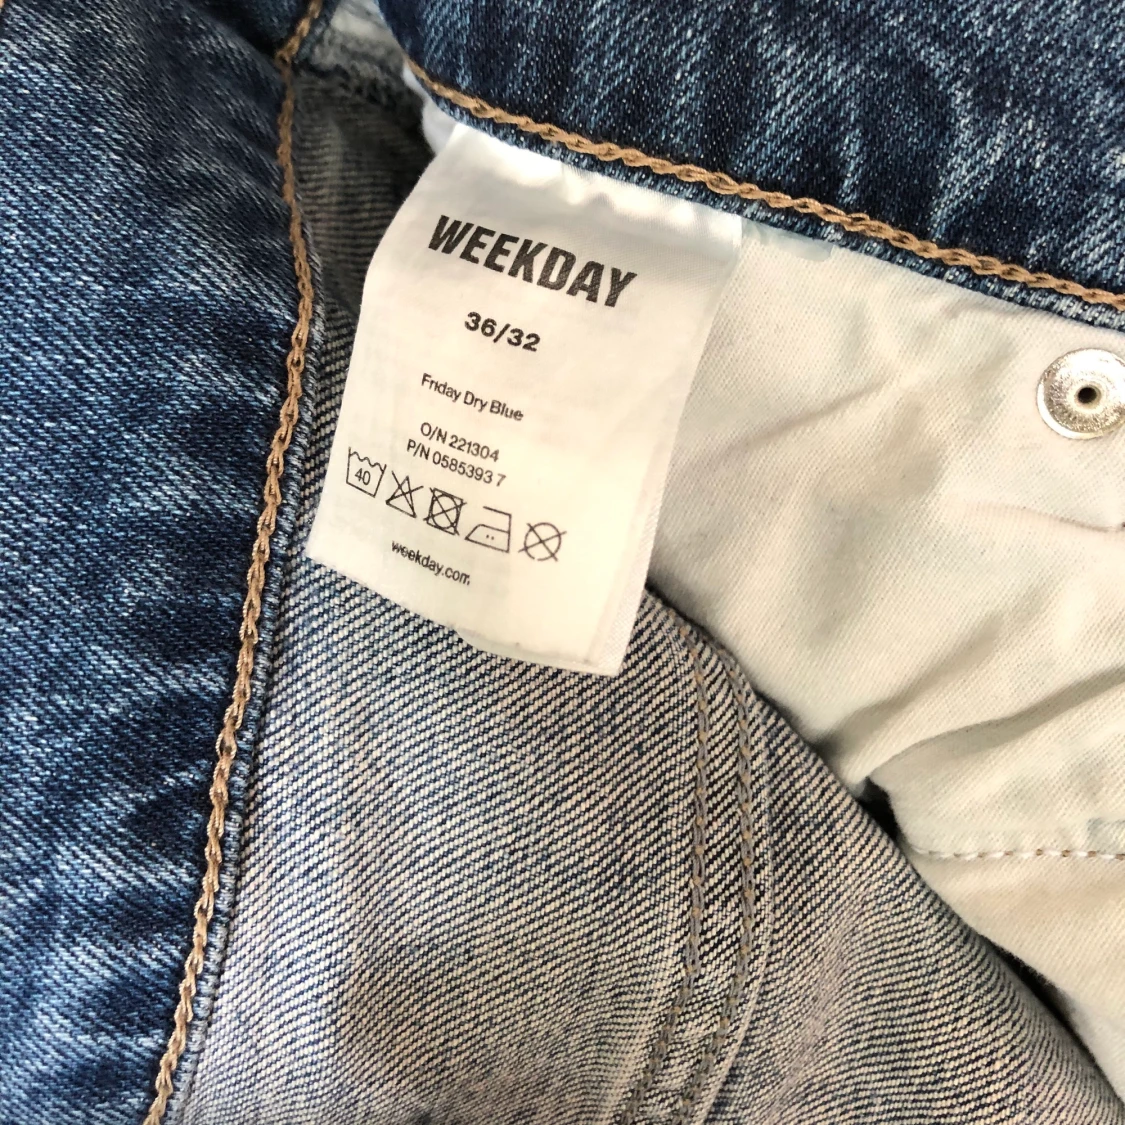 WEEKDAY
36/32
Friday Dry Blue
O/N 221304
P/N 0585393 7
40
weekday.com